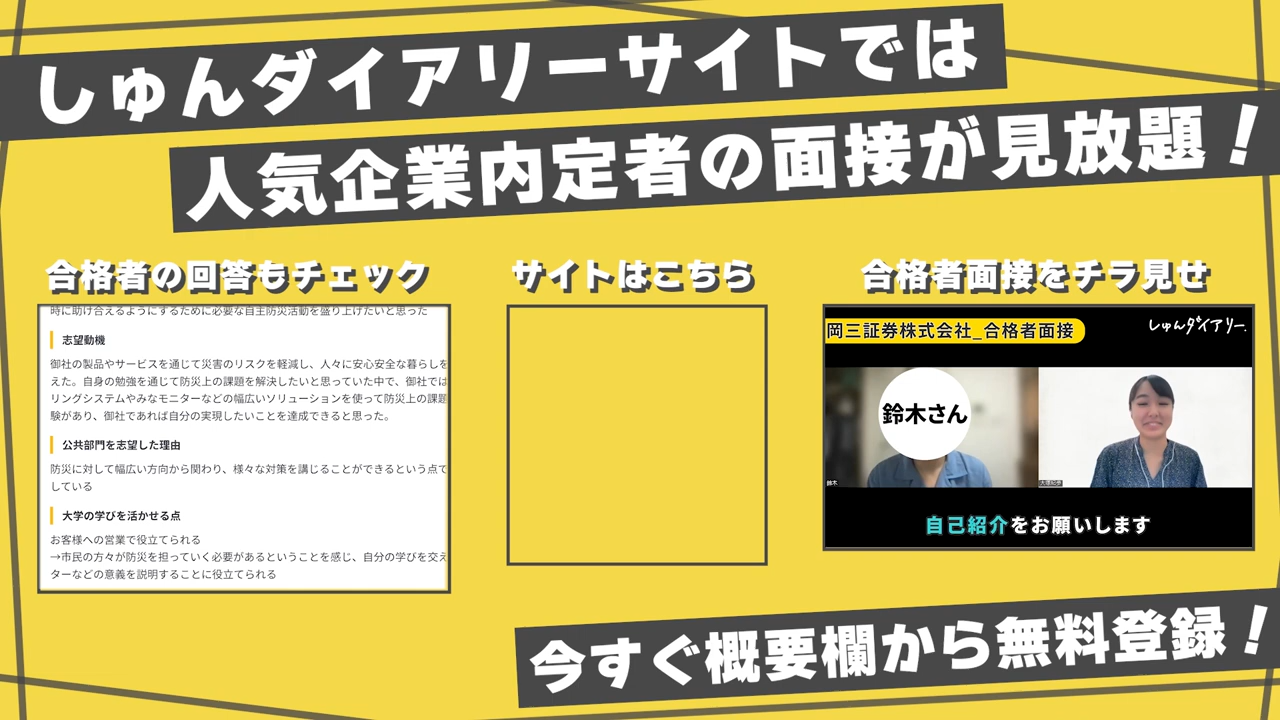 しゅんダイアリーサイトでは
人気企業内定者の面接が見放題！
合格者の回答もチェック
時に助け合えるようにするために必要な自主防災活動を盛り上げたいと思った
志望動機
御社の製品やサービスを通じて災害のリスクを軽減し、人々に安心安全な暮らしを
えた。自身の勉強を通じて防災上の課題を解決したいと思っていた中で、御社では
リングシステムやみなモニターなどの幅広いソリューションを使って防災上の課題
験があり、御社であれば自分の実現したいことを達成できると思った。
公共部門を志望した理由
防災に対して幅広い方向から関わり、様々な対策を講じることができるという点で
している
大学の学びを活かせる点
お客様への営業で役立てられる
→市民の方々が防災を担っていく必要があるということを感じ、自分の学びを交え
ターなどの意義を説明することに役立てられる
サイトはこちら
合格者面接をチラ見せ
岡三証券株式会社_合格者面接
しゅんダイアリー.
鈴木さん
鈴木
自己紹介をお願いします
今すぐ概要欄から無料登録！